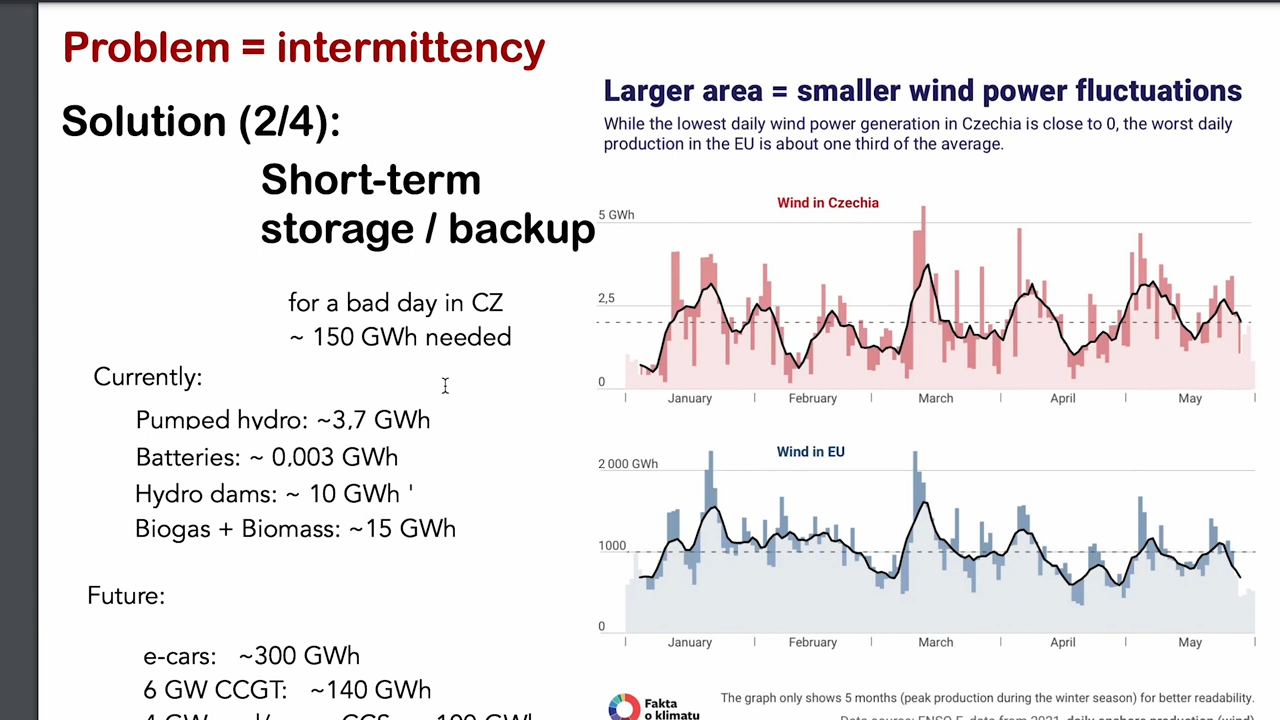 Problem = intermittency
Solution (2/4):
Short-term
storage / backup
for a bad day in CZ
~ 150 GWh needed
Currently:
Pumped hydro: ~3,7 GWh
Batteries: ~ 0,003 GWh
Hydro dams: ~ 10 GWh '
Biogas + Biomass: ~15 GWh
Future:
e-cars: ~300 GWh
6 GW CCGT: ~140 GWh
Larger area = smaller wind power fluctuations
While the lowest daily wind power generation in Czechia is close to 0, the worst daily
production in the EU is about one third of the average.
Wind in Czechia
5 GWh
2,5
0
January February March April May
Wind in EU
2 000 GWh
1000
0
January February March April May
Fakta
o klimatu
The graph only shows 5 months (peak production during the winter season) for better readability.